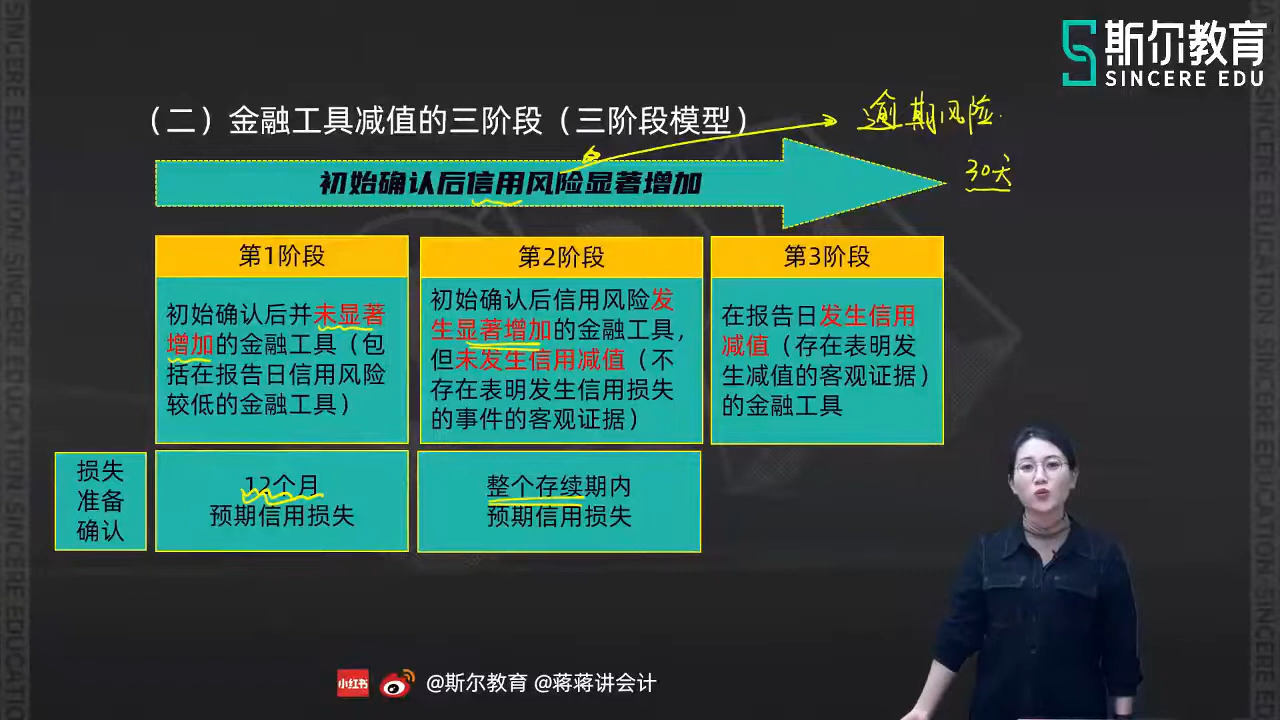 斯尔教育
SINCERE EDU
（二）金融工具减值的三阶段（三阶段模型）
逾期风险
初始确认后信用风险显著增加
30天
第1阶段
初始确认后并未显著
增加的金融工具（包
括在报告日信用风险
较低的金融工具）
第2阶段
初始确认后信用风险发
生显著增加的金融工具，
但未发生信用减值（不
存在表明发生信用损失
的事件的客观证据）
第3阶段
在报告日发生信用
减值（存在表明发
生减值的客观证据）
的金融工具
损失
准备
确认
12个月
预期信用损失
整个存续期内
预期信用损失
小红书
@斯尔教育 @蒋蒋讲会计